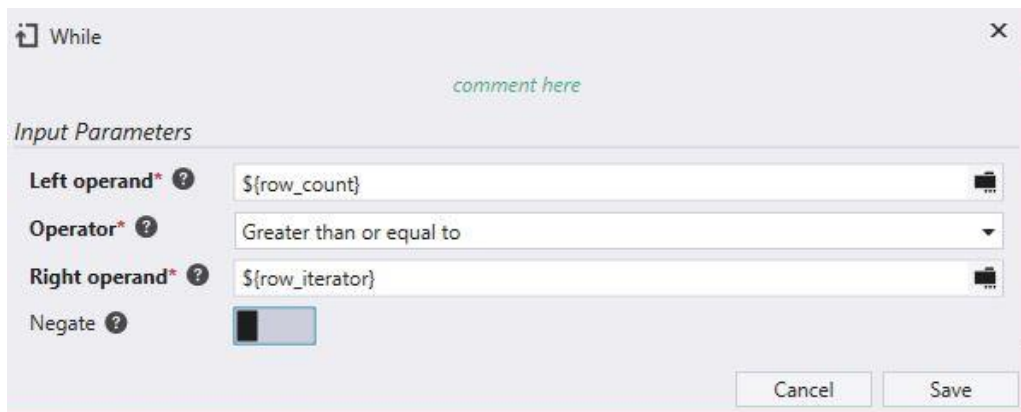 While
comment here
Input Parameters
Left operand* ? ${row_count}
Operator* ? Greater than or equal to
Right operand* ? ${row_iterator}
Negate ?
Cancel Save